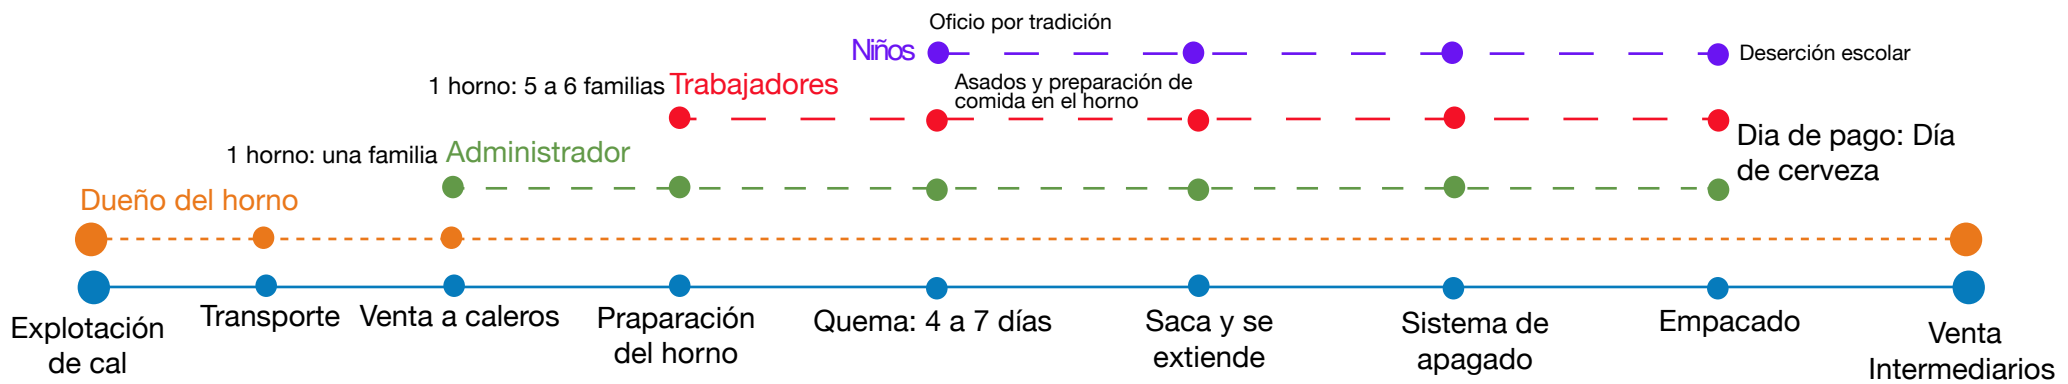 Oficio por tradición
Niños
Deserción escolar
1 horno: 5 a 6 familias Trabajadores
Asados y preparación de
comida en el horno
1 horno: una familia Administrador
Dia de pago: Día
de cerveza
Dueño del horno
Explotación
de cal
Transporte
Venta a caleros
Praparación
del horno
Quema: 4 a 7 días
Saca y se
extiende
Sistema de
apagado
Empacado
Venta
Intermediarios